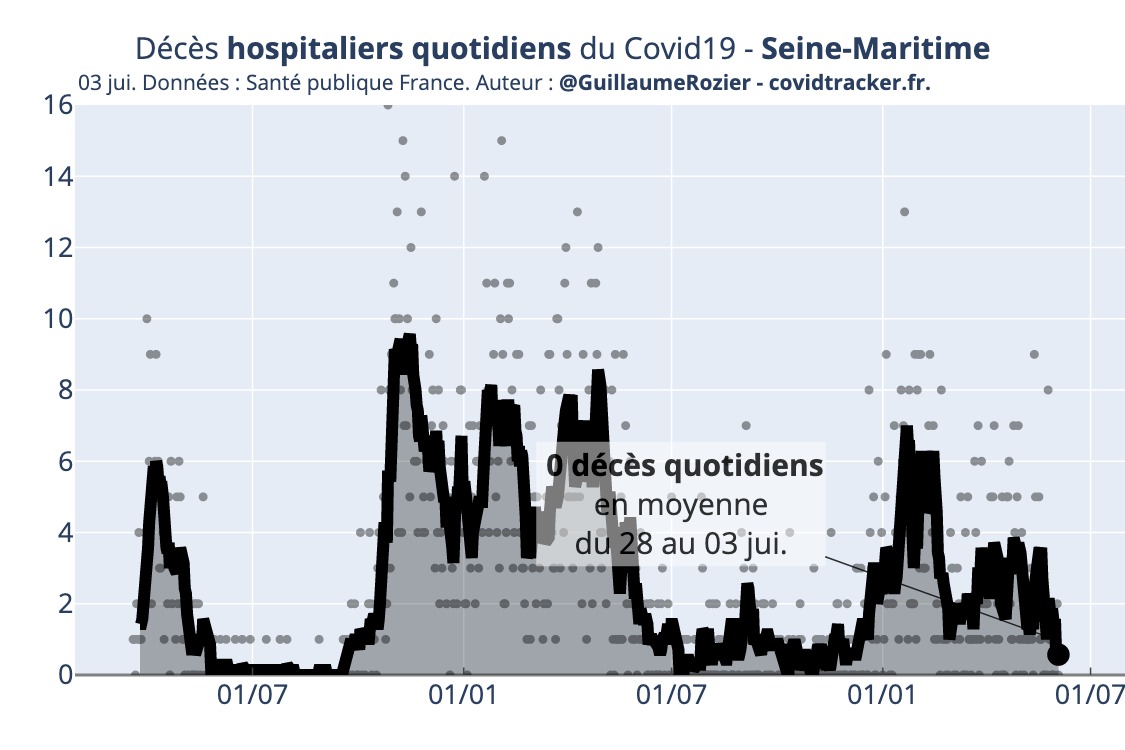 Décès hospitaliers quotidiens du Covid19 - Seine-Maritime
03 jui. Données : Santé publique France. Auteur : @GuillaumeRozier - covidtracker.fr.
16
14
12
10
8
6
4
2
0
0 décès quotidiens
en moyenne
du 28 au 03 jui.
01/07 01/01 01/07 01/01 01/07